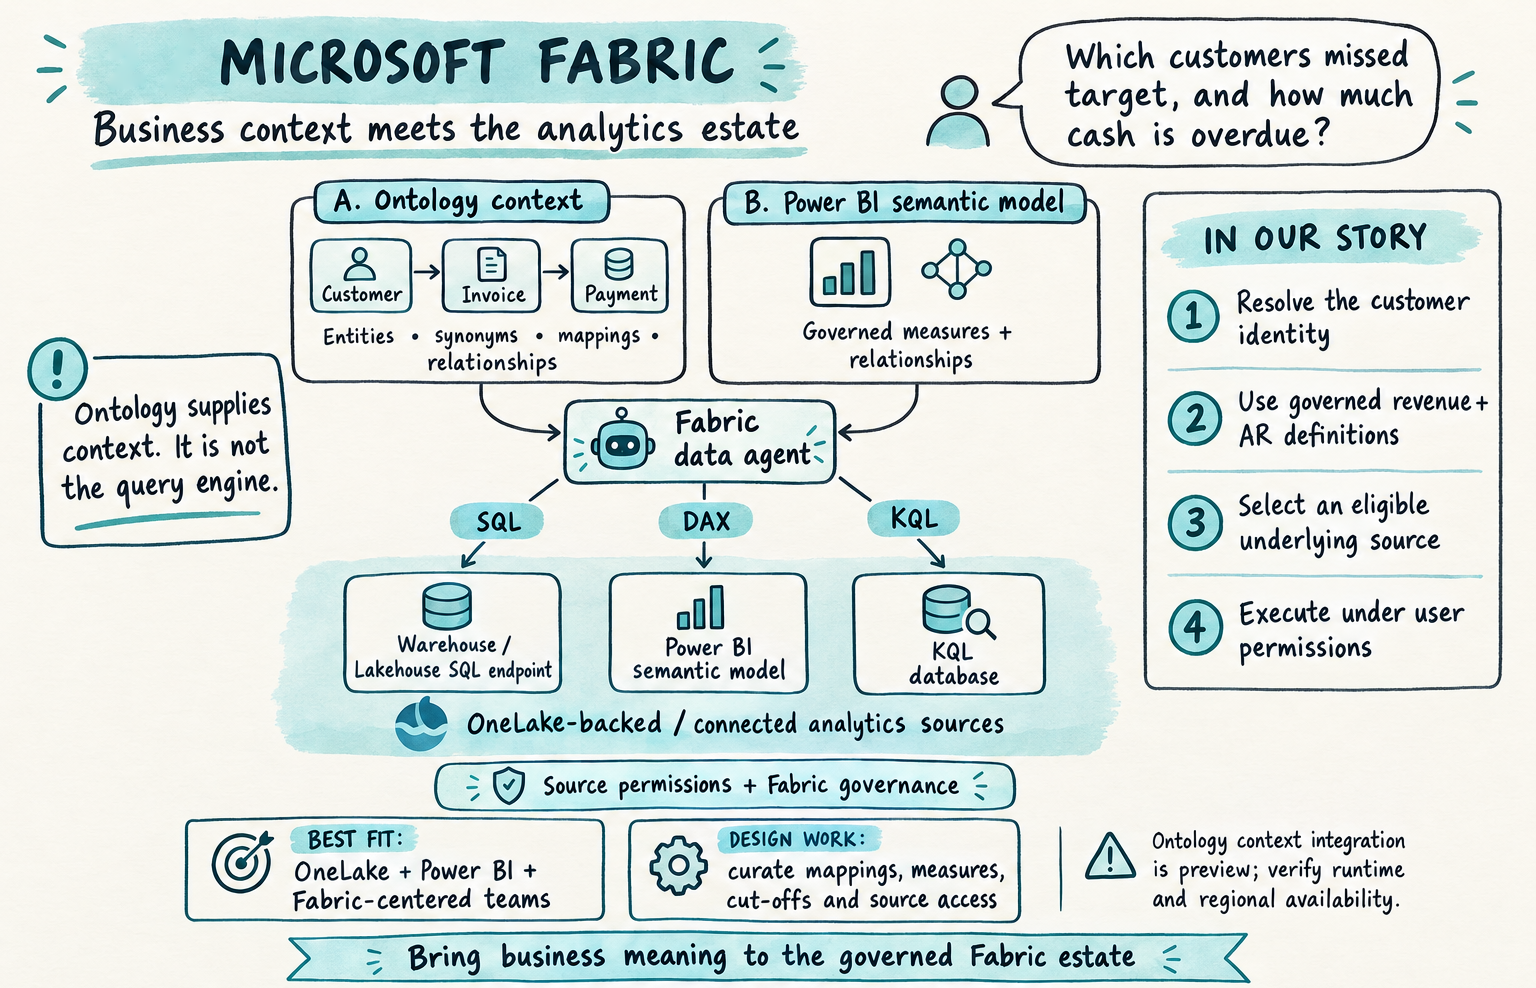 MICROSOFT FABRIC
Business context meets the analytics estate
Which customers missed
target, and how much
cash is overdue?
A. Ontology context
Customer
Invoice
Payment
Entities • synonyms • mappings •
relationships
B. Power BI semantic model
Governed measures +
relationships
!
Ontology supplies
context. It is not
the query engine.
Fabric
data agent
SQL
DAX
KQL
Warehouse /
Lakehouse SQL endpoint
Power BI
semantic model
KQL
database
OneLake-backed / connected analytics sources
Source permissions + Fabric governance
IN OUR STORY
1 Resolve the customer
identity
2 Use governed revenue +
AR definitions
3 Select an eligible
underlying source
4 Execute under user
permissions
BEST FIT:
OneLake + Power BI +
Fabric-centered teams
DESIGN WORK:
curate mappings, measures,
cut-offs and source access
!
Ontology context integration
is preview; verify runtime
and regional availability.
Bring business meaning to the governed Fabric estate